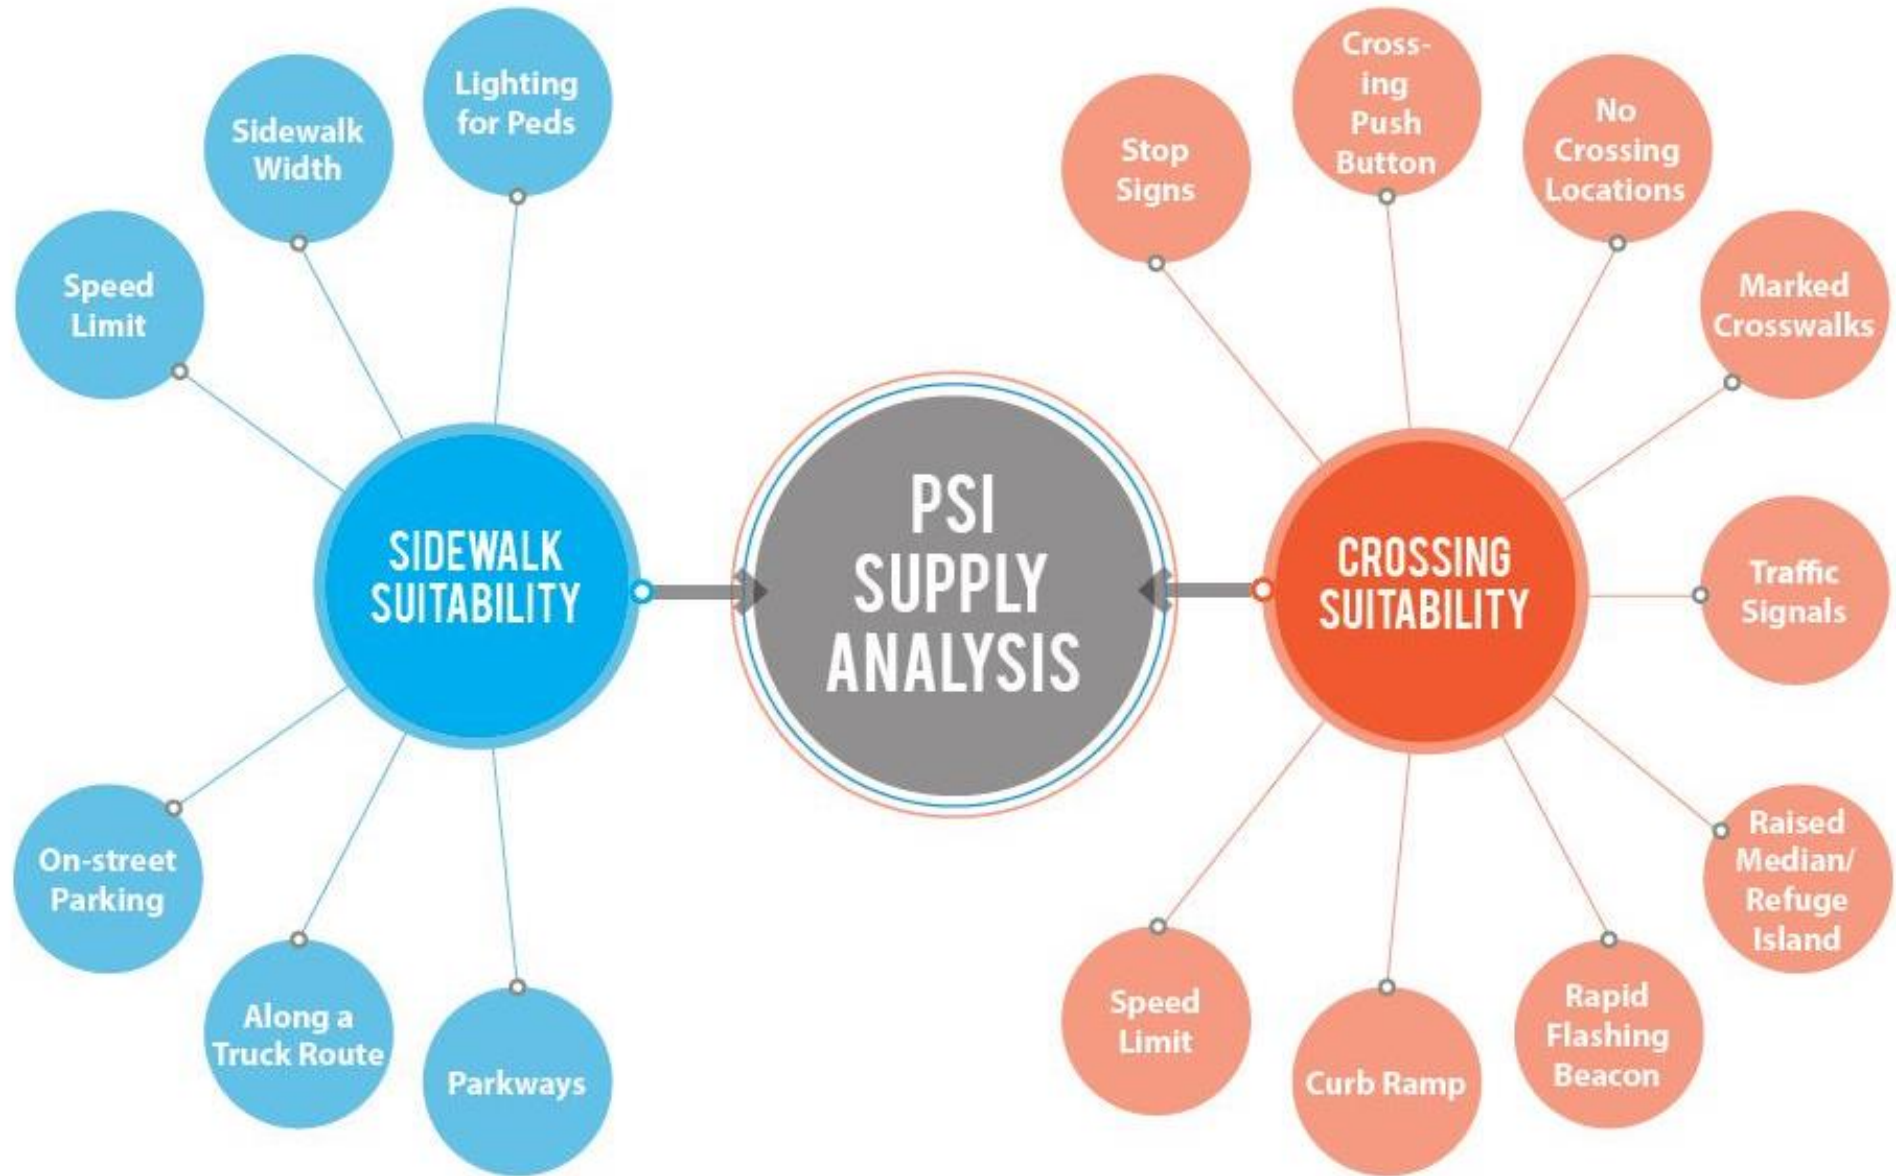 Lighting
for Peds
Sidewalk
Width
Speed
Limit
SIDEWALK
SUITABILITY
On-street
Parking
Along a
Truck Route
Parkways
PSI
SUPPLY
ANALYSIS
Stop
Signs
Cross-
ing
Push
Button
No
Crossing
Locations
Marked
Crosswalks
CROSSING
SUITABILITY
Traffic
Signals
Raised
Median/
Refuge
Island
Rapid
Flashing
Beacon
Curb Ramp
Speed
Limit